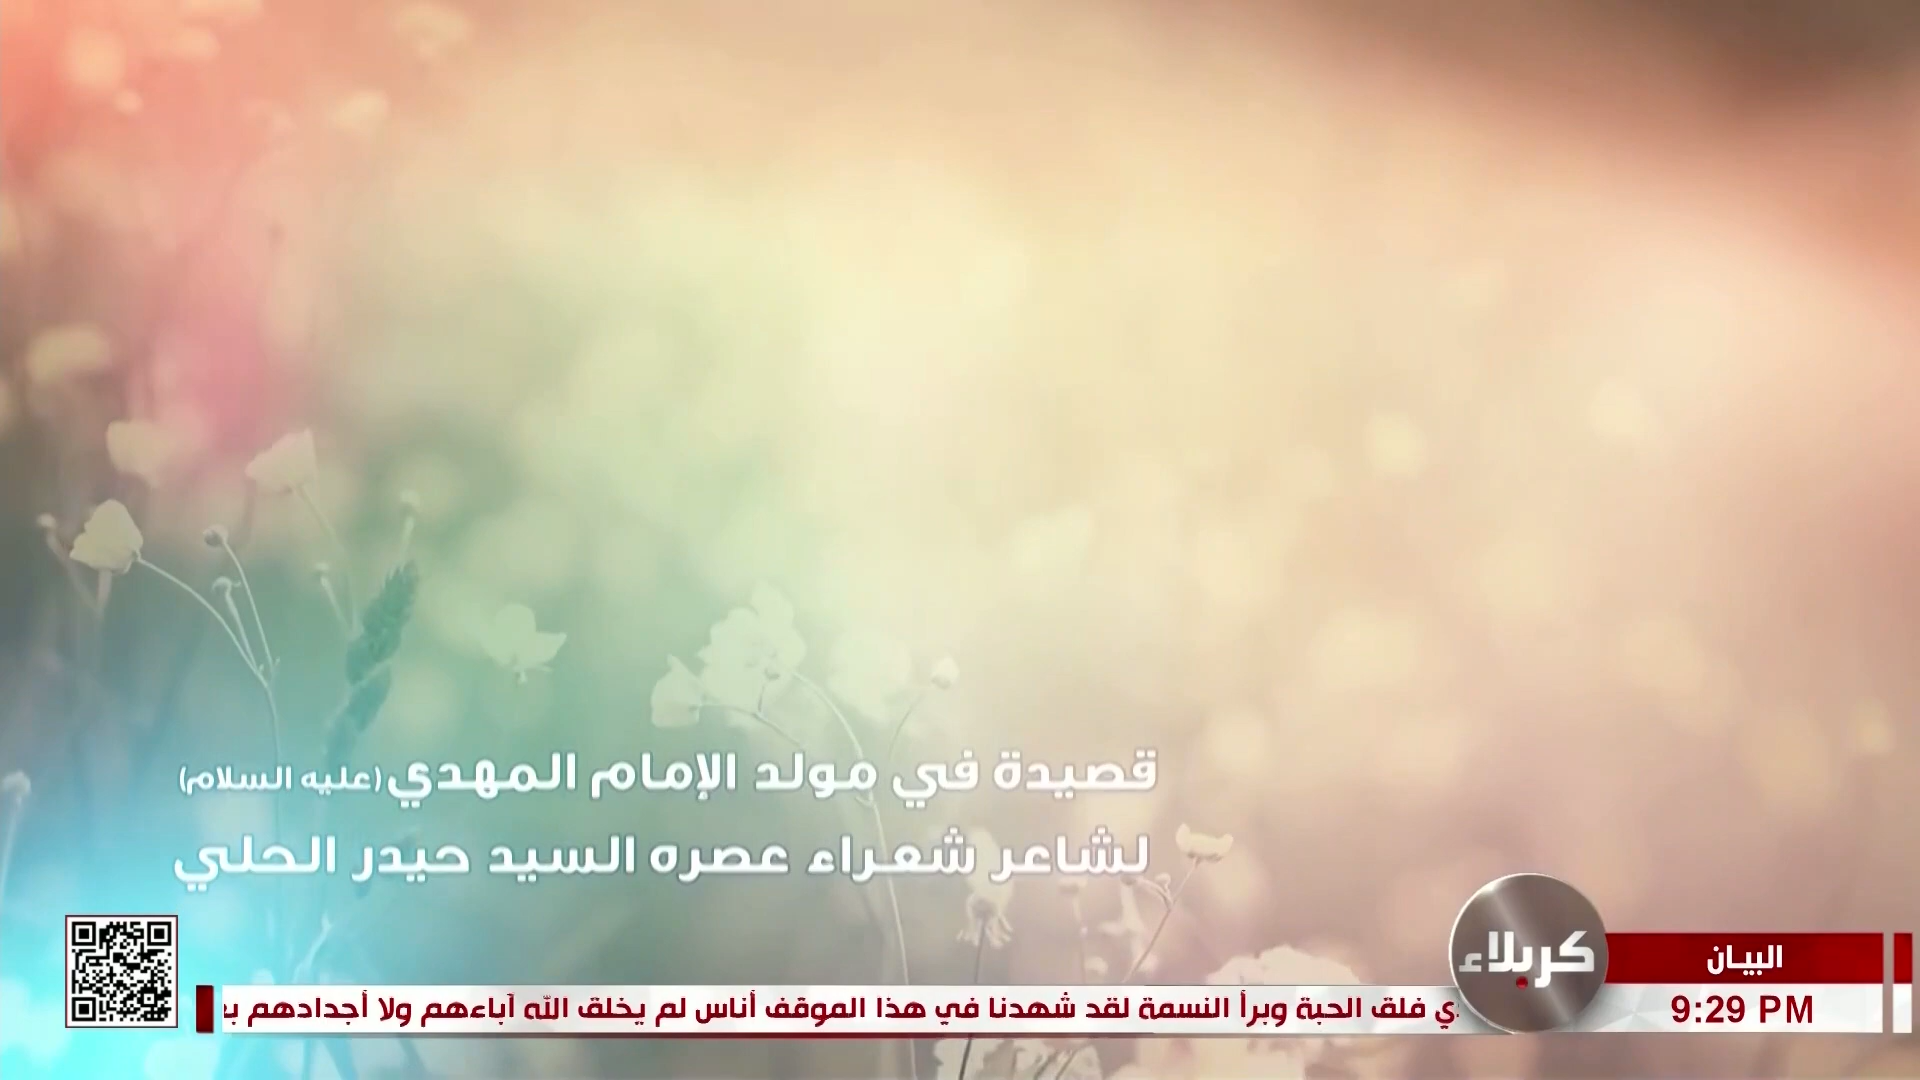 قصيدة في مولد الإمام المهدي (عليه السلام)
لشاعر شعراء عصره السيد حيدر الحلي
كربلاء
البيان
9:29 PM
فلق الحبة وبرأ النسمة لقد شهدنا في هذا الموقف أناس لم يخلق الله آباءهم ولا أجدادهم